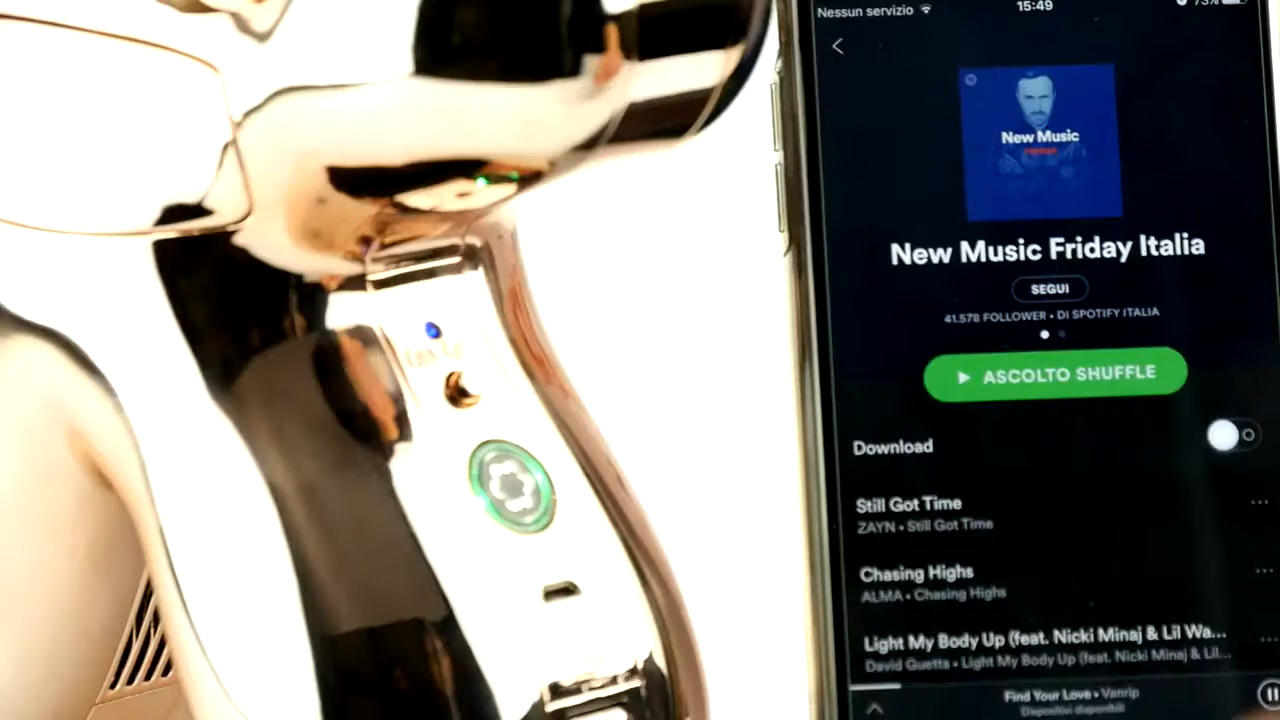 Nessun servizio
15:49
73%
New Music
FRIDAY
New Music Friday Italia
SEGUI
41.578 FOLLOWER • DI SPOTIFY ITALIA
ASCOLTO SHUFFLE
Download
Still Got Time
ZAYN • Still Got Time
Chasing Highs
ALMA • Chasing Highs
Light My Body Up (feat. Nicki Minaj & Lil Wa...
David Guetta • Light My Body Up (feat. Nicki Minaj & Lil...
Find Your Love • Vanrip
Dispositivi disponibili